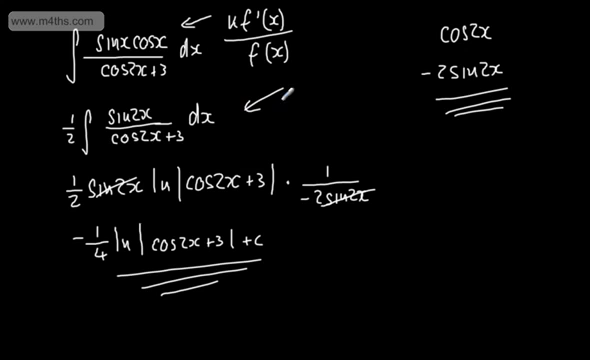 www.m4ths.com
∫ sinxcosx / cos2x+3 dx ↙ kf'(x) / f(x)
cos2x
-2sin2x
1/2 ∫ sin2x / cos2x+3 dx ↙
1/2 sin2x ln|cos2x+3| · 1 / -2sin2x
-1/4 ln|cos2x+3|+c